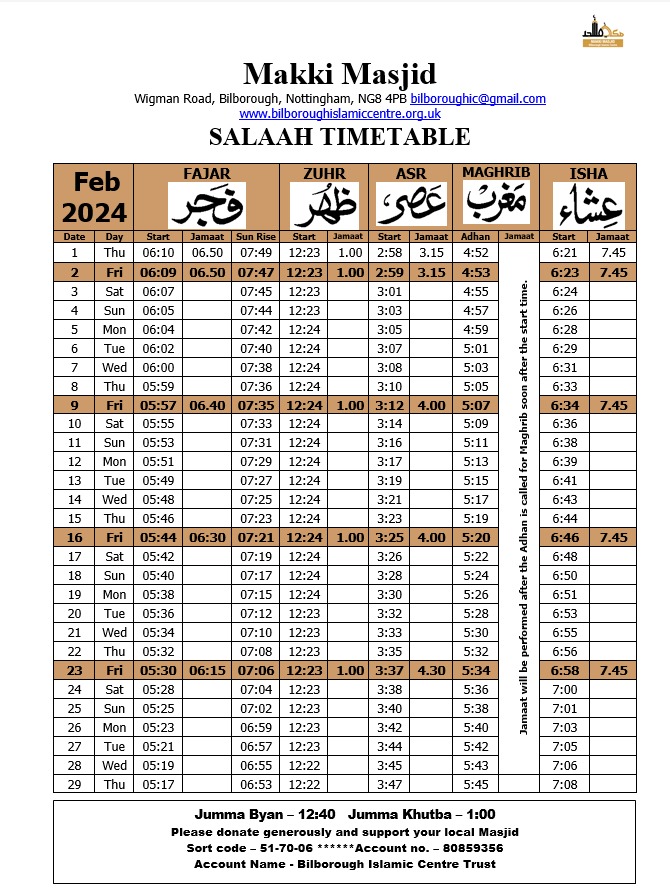 Makki Masjid
Wigman Road, Bilborough, Nottingham, NG8 4PB bilboroughic@gmail.com
www.bilboroughislamiccentre.org.uk
SALAAH TIMETABLE
Feb 2024 FAJAR ZUHR ASR MAGHRIB ISHA
فَجَر ظُهْر عَصَر مَغْرِبْ عِشَاء
Date Day Start Jamaat Sun Rise Start Jamaat Start Jamaat Adhan Jamaat Start Jamaat
1 Thu 06:10 06.50 07:49 12:23 1.00 2:58 3.15 4:52 6:21 7.45
2 Fri 06:09 06.50 07:47 12:23 1.00 2:59 3.15 4:53 6:23 7.45
3 Sat 06:07 07:45 12:23 3:01 4:55 6:24
4 Sun 06:05 07:44 12:23 3:03 4:57 6:26
5 Mon 06:04 07:42 12:23 3:05 4:59 6:28
6 Tue 06:02 07:40 12:24 3:07 5:01 6:29
7 Wed 06:00 07:38 12:24 3:08 5:03 6:31
8 Thu 05:59 07:36 12:24 3:10 5:05 6:33
9 Fri 05:57 06.40 07:35 12:24 1.00 3:12 4.00 5:07 6:34 7.45
10 Sat 05:55 07:33 12:24 3:14 5:09 6:36
11 Sun 05:53 07:31 12:24 3:16 5:11 6:38
12 Mon 05:51 07:29 12:24 3:17 5:13 6:39
13 Tue 05:49 07:27 12:24 3:19 5:15 6:41
14 Wed 05:48 07:25 12:24 3:21 5:17 6:43
15 Thu 05:46 07:23 12:24 3:23 5:19 6:44
16 Fri 05:44 06:30 07:21 12:24 1.00 3:25 4.00 5:20 6:46 7.45
17 Sat 05:42 07:19 12:24 3:26 5:22 6:48
18 Sun 05:40 07:17 12:24 3:28 5:24 6:50
19 Mon 05:38 07:15 12:24 3:30 5:26 6:51
20 Tue 05:36 07:12 12:23 3:32 5:28 6:53
21 Wed 05:34 07:10 12:23 3:33 5:30 6:55
22 Thu 05:32 07:08 12:23 3:35 5:32 6:56
23 Fri 05:30 06:15 07:06 12:23 1.00 3:37 4.30 5:34 6:58 7.45
24 Sat 05:28 07:04 12:23 3:38 5:36 7:00
25 Sun 05:25 07:02 12:23 3:40 5:38 7:01
26 Mon 05:23 06:59 12:23 3:42 5:40 7:03
27 Tue 05:21 06:57 12:23 3:44 5:42 7:05
28 Wed 05:19 06:55 12:22 3:45 5:43 7:06
29 Thu 05:17 06:53 12:22 3:47 5:45 7:08
Jamaat will be performed after the Adhan is called for Maghrib soon after the start time.
Jumma Byan – 12:40 Jumma Khutba – 1:00
Please donate generously and support your local Masjid
Sort code – 51-70-06 ******Account no. – 80859356
Account Name - Bilborough Islamic Centre Trust